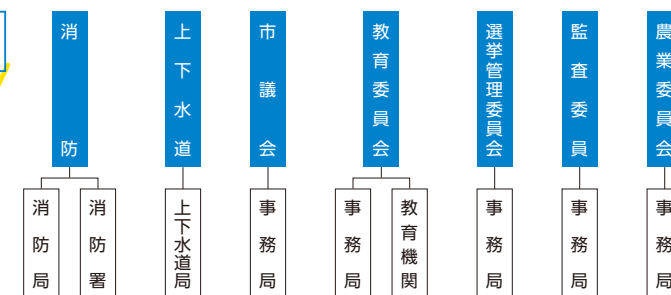 消防
上下水道
市議会
教育委員会
選挙管理委員会
監査委員
農業委員会
消防局
消防署
上下水道局
事務局
事務局
教育機関
事務局
事務局
事務局